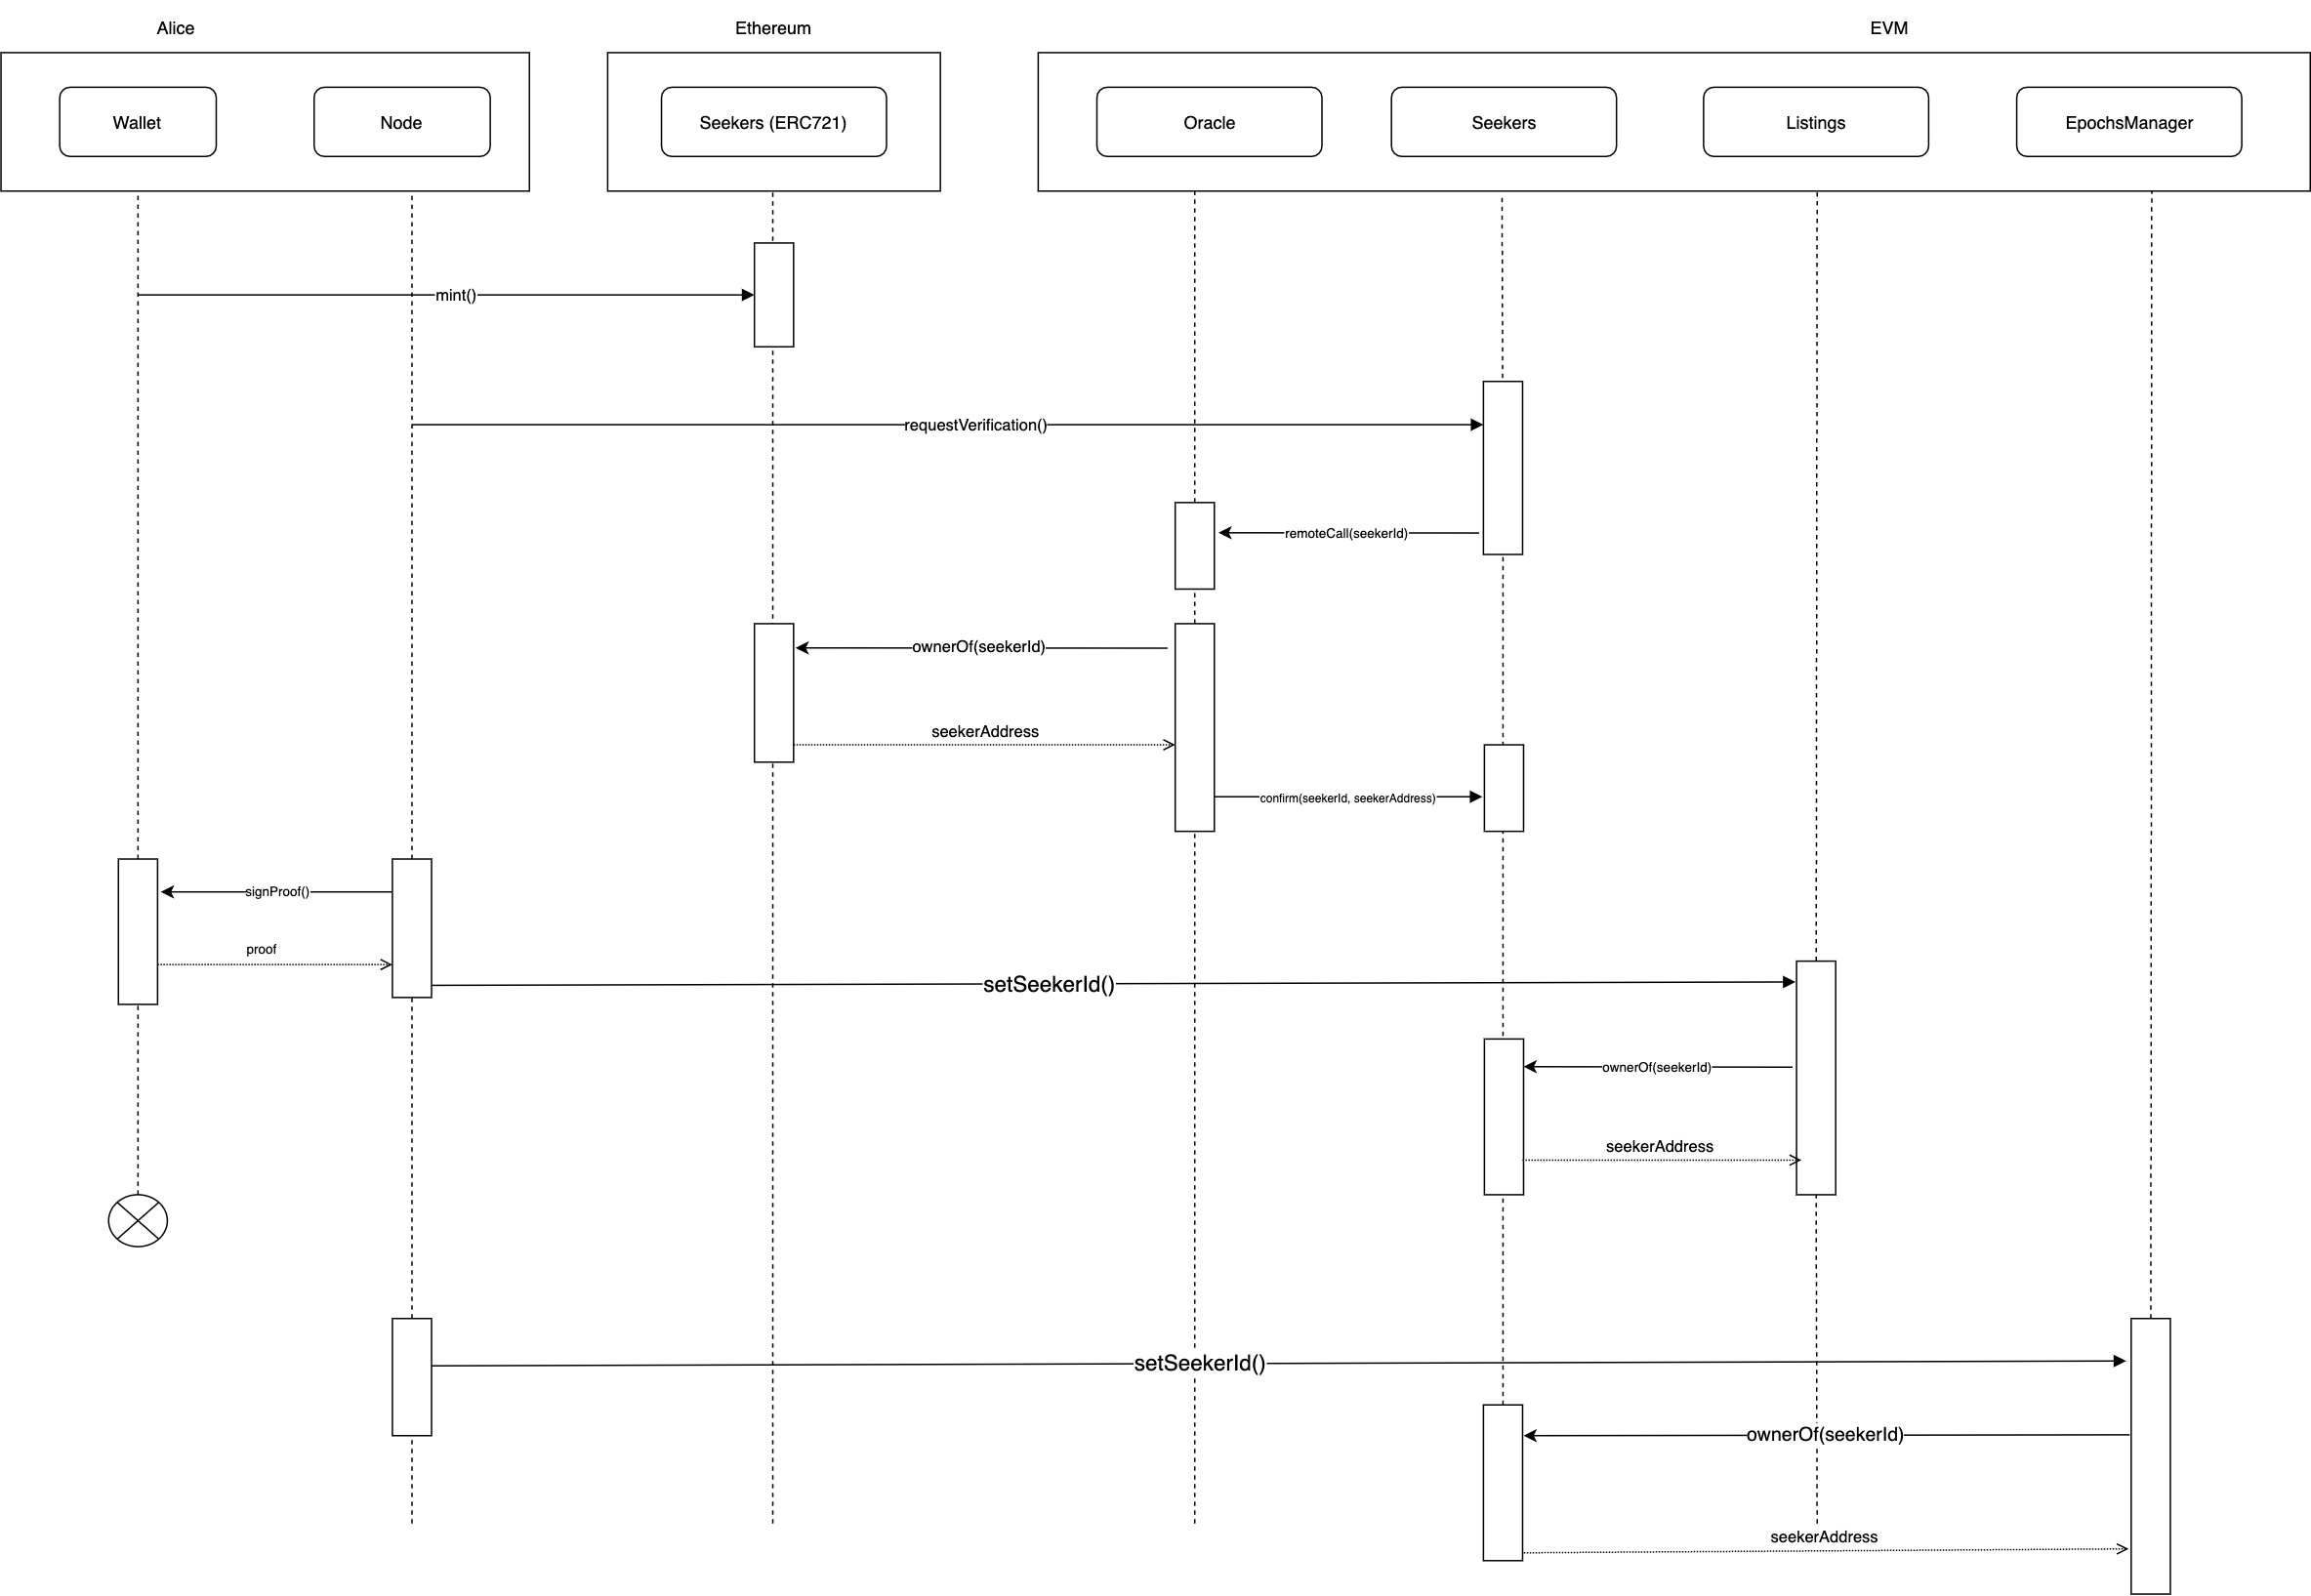 Alice
Ethereum
EVM
Wallet
Node
Seekers (ERC721)
Oracle
Seekers
Listings
EpochsManager
mint()
requestVerification()
remoteCall(seekerId)
ownerOf(seekerId)
seekerAddress
confirm(seekerId, seekerAddress)
signProof()
proof
setSeekerId()
ownerOf(seekerId)
seekerAddress
setSeekerId()
ownerOf(seekerId)
seekerAddress